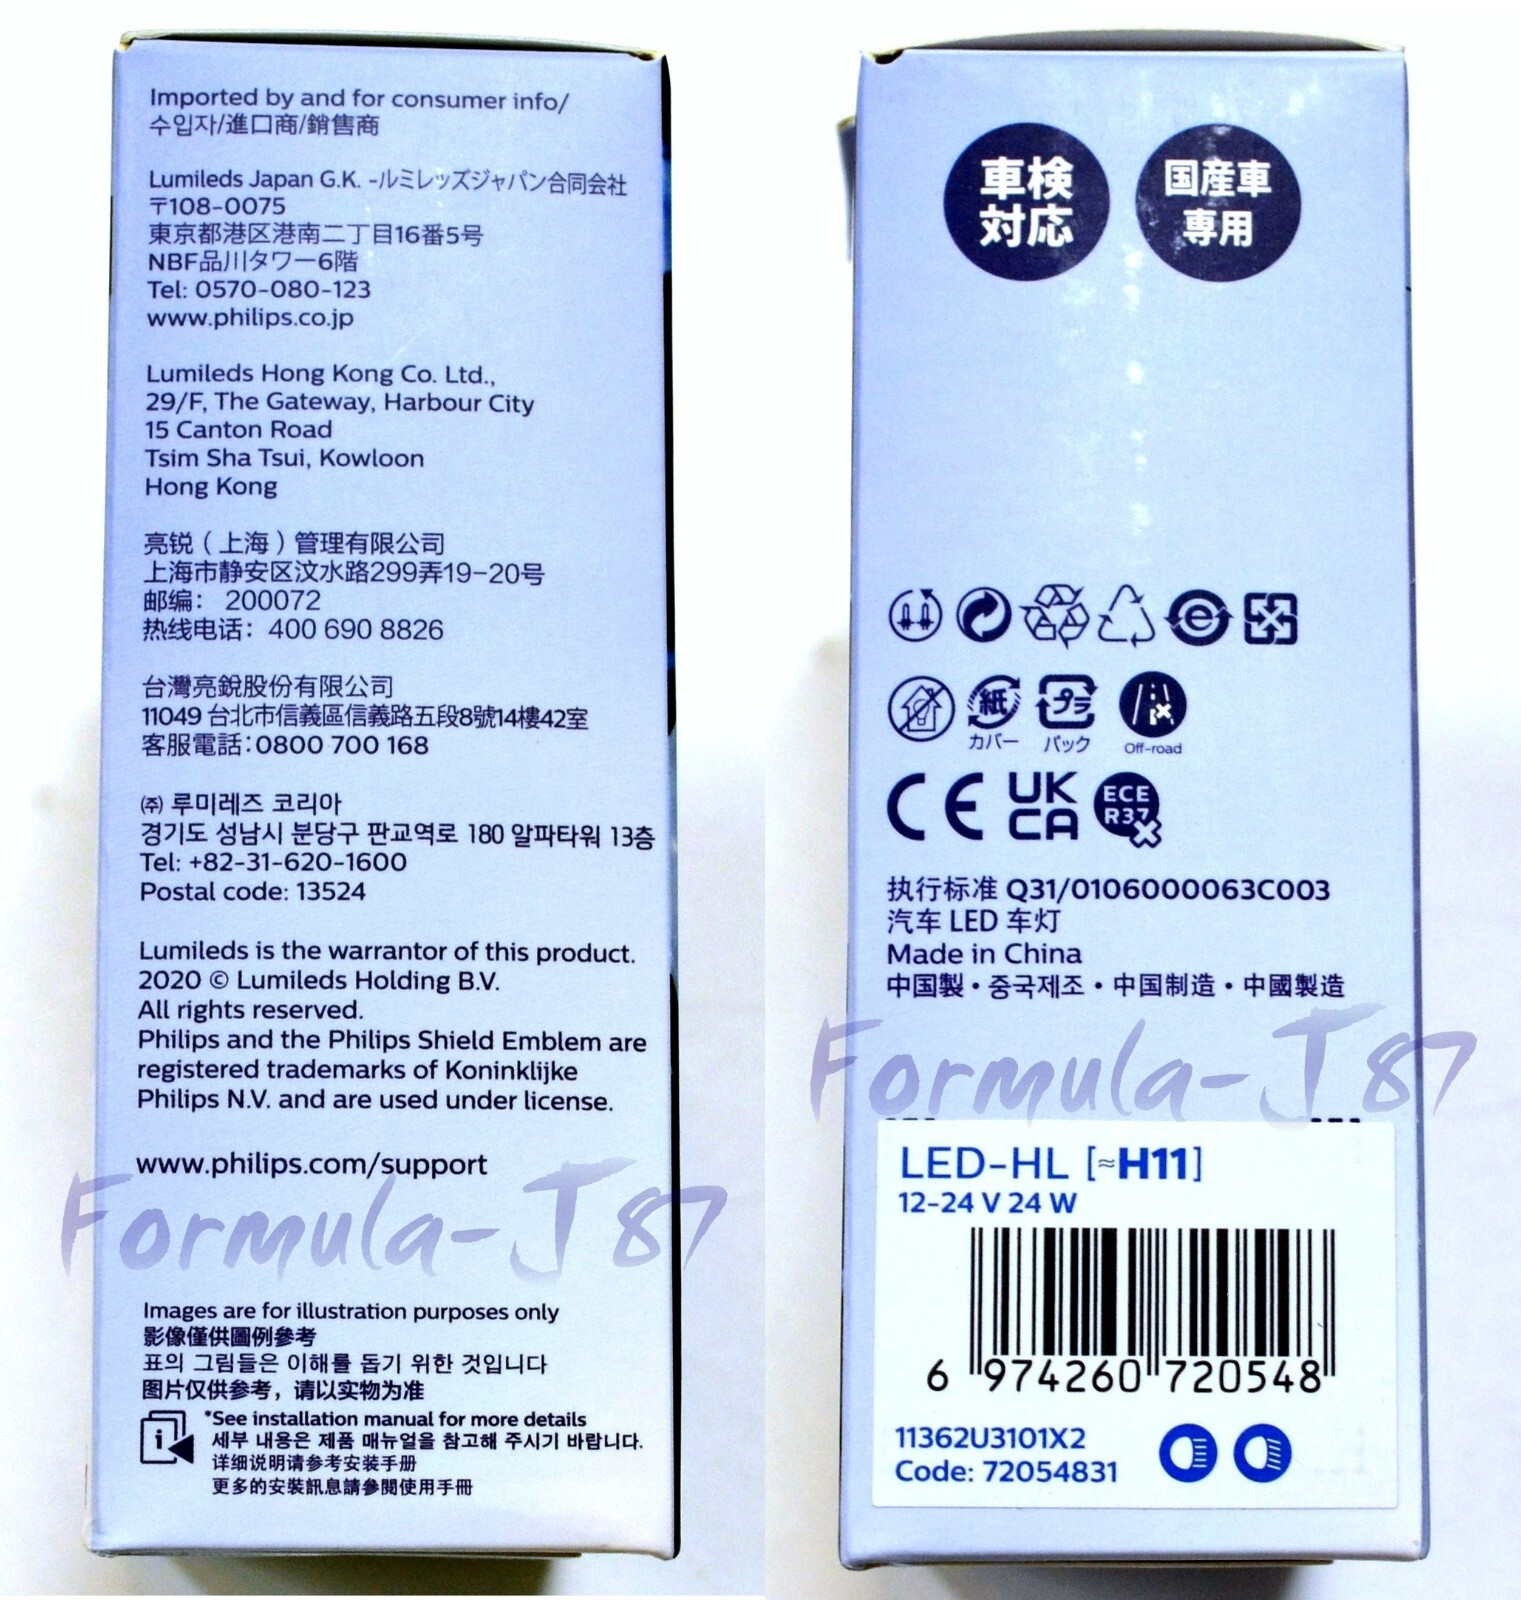 Imported by and for consumer info/
수입자/進口商/銷售商
Lumileds Japan G.K. -ルミレッズジャパン合同会社
〒108-0075
東京都港区港南二丁目16番5号
NBF品川タワー6階
Tel: 0570-080-123
www.philips.co.jp
Lumileds Hong Kong Co. Ltd.,
29/F, The Gateway, Harbour City
15 Canton Road
Tsim Sha Tsui, Kowloon
Hong Kong
亮锐（上海）管理有限公司
上海市静安区汶水路299弄19-20号
邮编： 200072
热线电话： 400 690 8826
台灣亮銳股份有限公司
11049 台北市信義區信義路五段8號14樓42室
客服電話：0800 700 168
㈜ 루미레즈 코리아
경기도 성남시 분당구 판교역로 180 알파타워 13층
Tel: +82-31-620-1600
Postal code: 13524
Lumileds is the warrantor of this product.
2020 © Lumileds Holding B.V.
All rights reserved.
Philips and the Philips Shield Emblem are
registered trademarks of Koninklijke
Philips N.V. and are used under license.
www.philips.com/support
Formula-J87
Images are for illustration purposes only
影像僅供圖例參考
표의 그림들은 이해를 돕기 위한 것입니다
图片仅供参考，请以实物为准
*See installation manual for more details
세부 내용은 제품 매뉴얼을 참고해 주시기 바랍니다.
详细说明请参考安装手册
更多的安裝訊息請參閱使用手冊
車検
対応
国産車
専用
e
紙
プラ
カバー
パック
Off-road
CE
UK
CA
ECE
R37
执行标准 Q31/0106000063C003
汽车 LED 车灯
Made in China
中国製・중국제조・中国制造・中國製造
Formula-J87
LED-HL [≈H11]
12-24 V 24 W
6 974260 720548
11362U3101X2
Code: 72054831